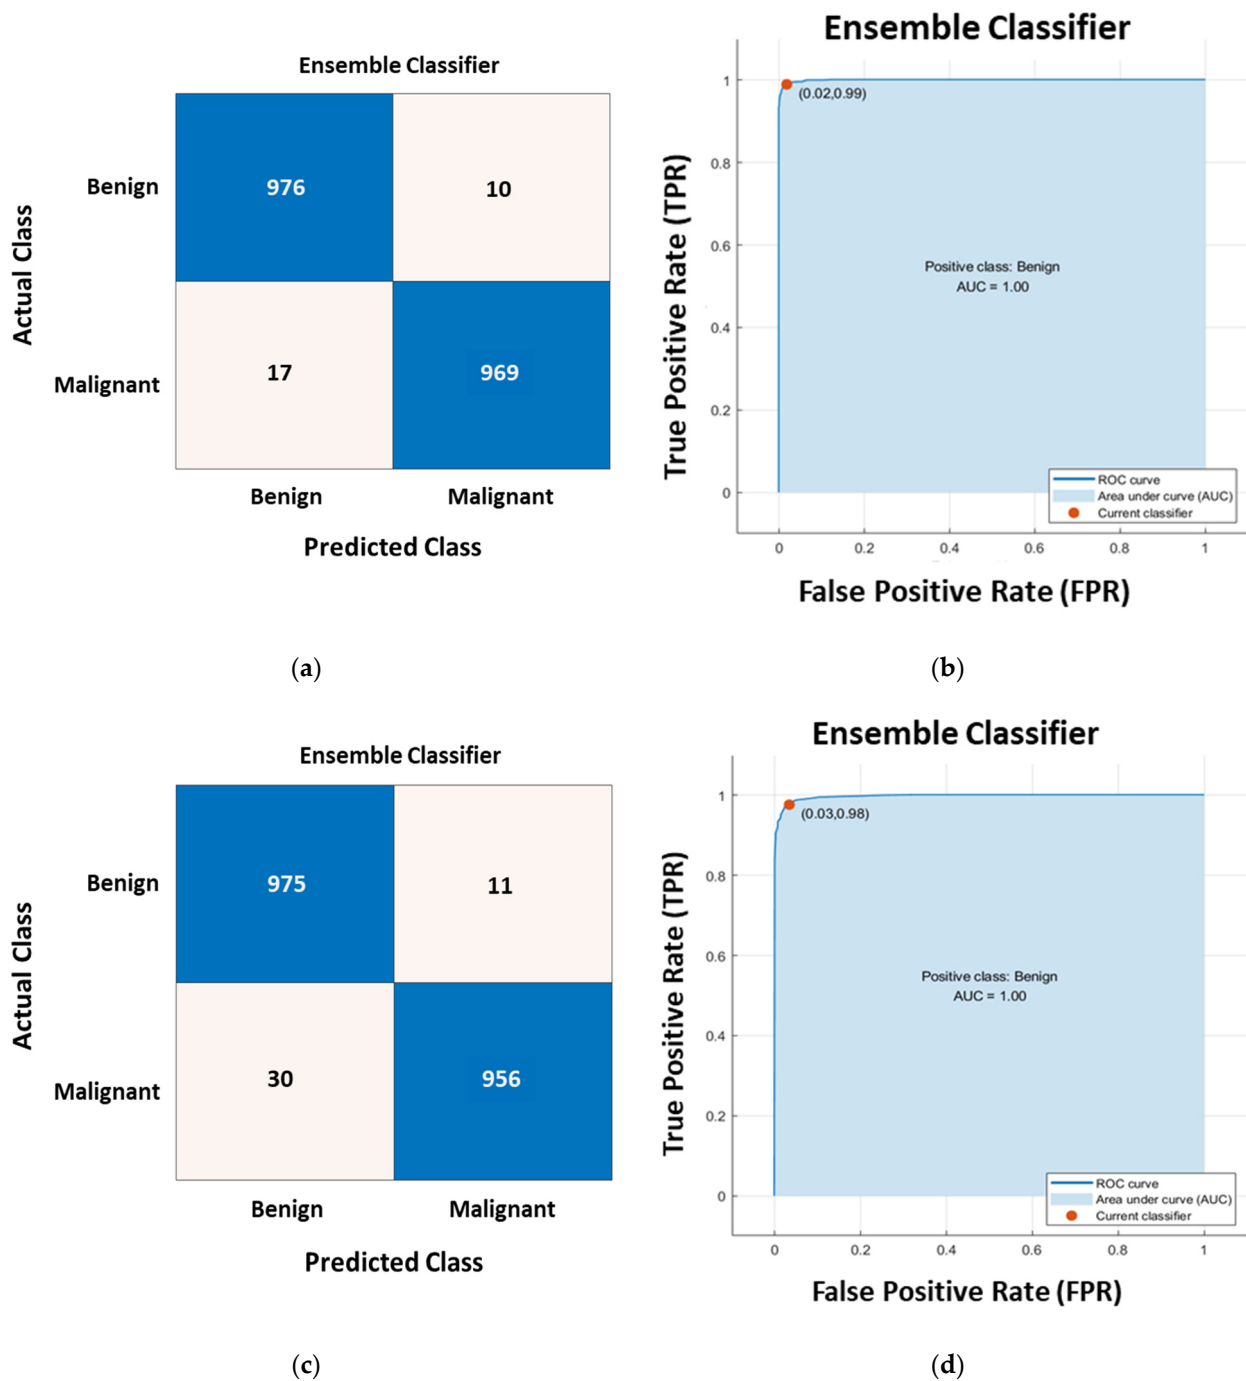 Ensemble Classifier
Actual Class
Benign
976
10
Malignant
17
969
Benign
Malignant
Predicted Class
(a)
Ensemble Classifier
True Positive Rate (TPR)
1
0.8
0.6
0.4
0.2
0
(0.02,0.99)
Positive class: Benign
AUC = 1.00
ROC curve
Area under curve (AUC)
Current classifier
0
0.2
0.4
0.6
0.8
1
False Positive Rate (FPR)
(b)
Ensemble Classifier
Actual Class
Benign
975
11
Malignant
30
956
Benign
Malignant
Predicted Class
(c)
Ensemble Classifier
True Positive Rate (TPR)
1
0.8
0.6
0.4
0.2
0
(0.03,0.98)
Positive class: Benign
AUC = 1.00
ROC curve
Area under curve (AUC)
Current classifier
0
0.2
0.4
0.6
0.8
1
False Positive Rate (FPR)
(d)